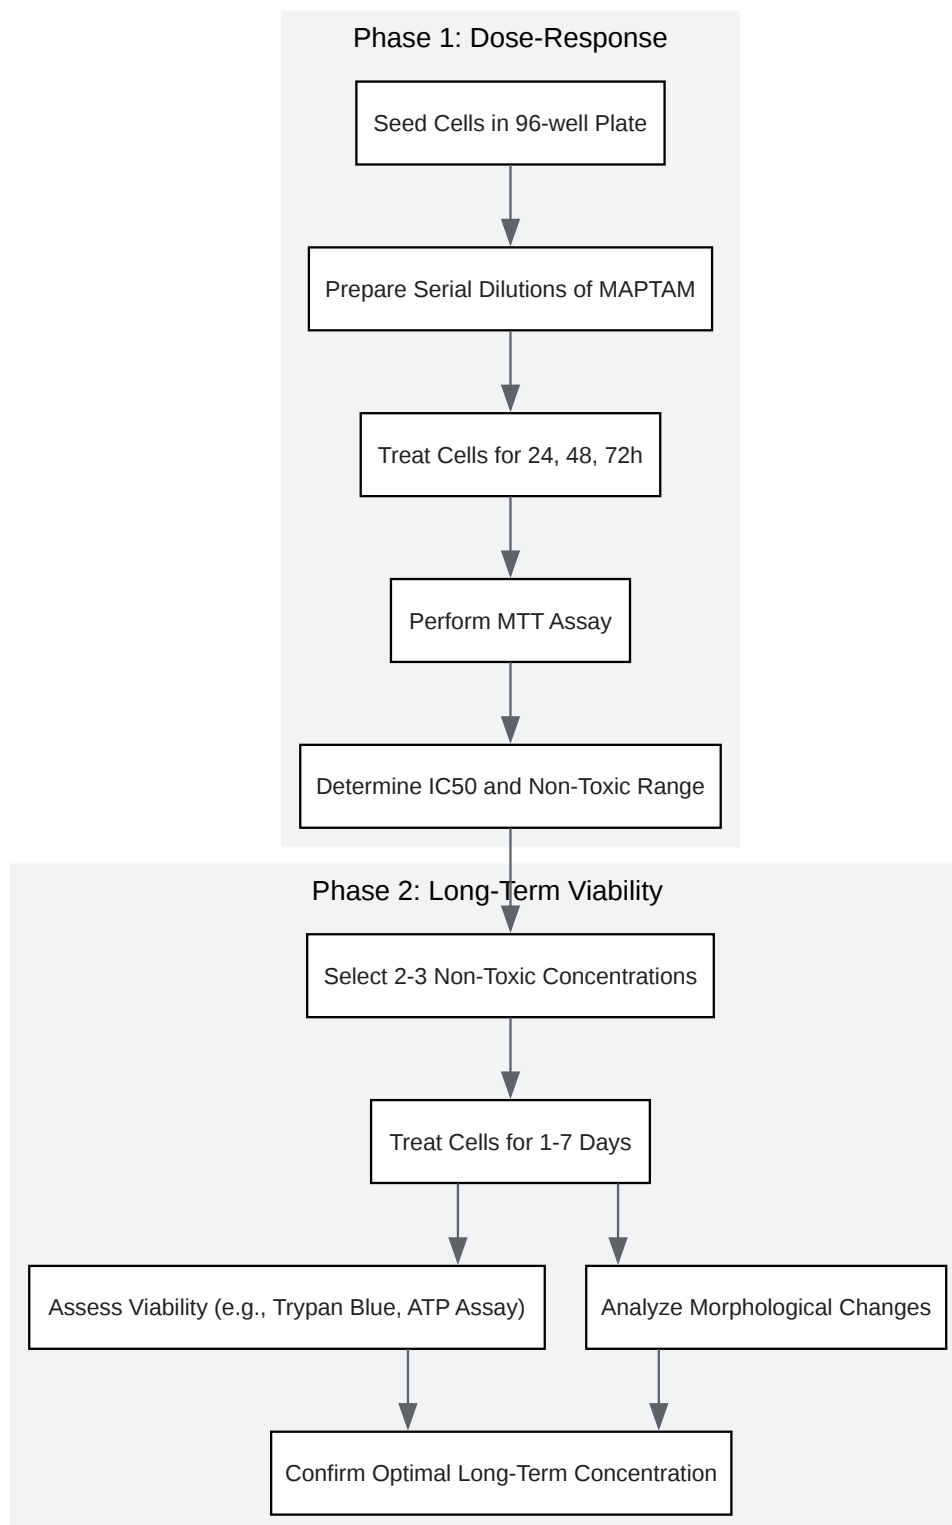 Phase 1: Dose-Response
Seed Cells in 96-well Plate
Prepare Serial Dilutions of MAPTAM
Treat Cells for 24, 48, 72h
Perform MTT Assay
Determine IC50 and Non-Toxic Range
Phase 2: Long-Term Viability
Select 2-3 Non-Toxic Concentrations
Treat Cells for 1-7 Days
Assess Viability (e.g., Trypan Blue, ATP Assay)
Analyze Morphological Changes
Confirm Optimal Long-Term Concentration